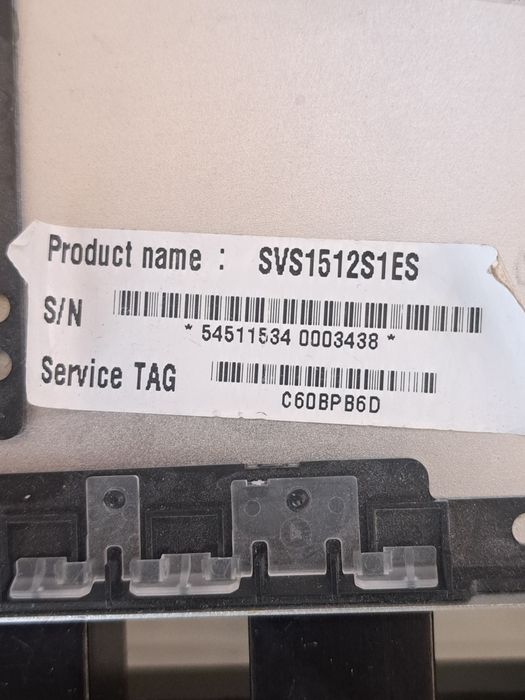 Product name : SVS1512S1ES
S/N
* 54511534 0003438 *
Service TAG
C60BPB6D